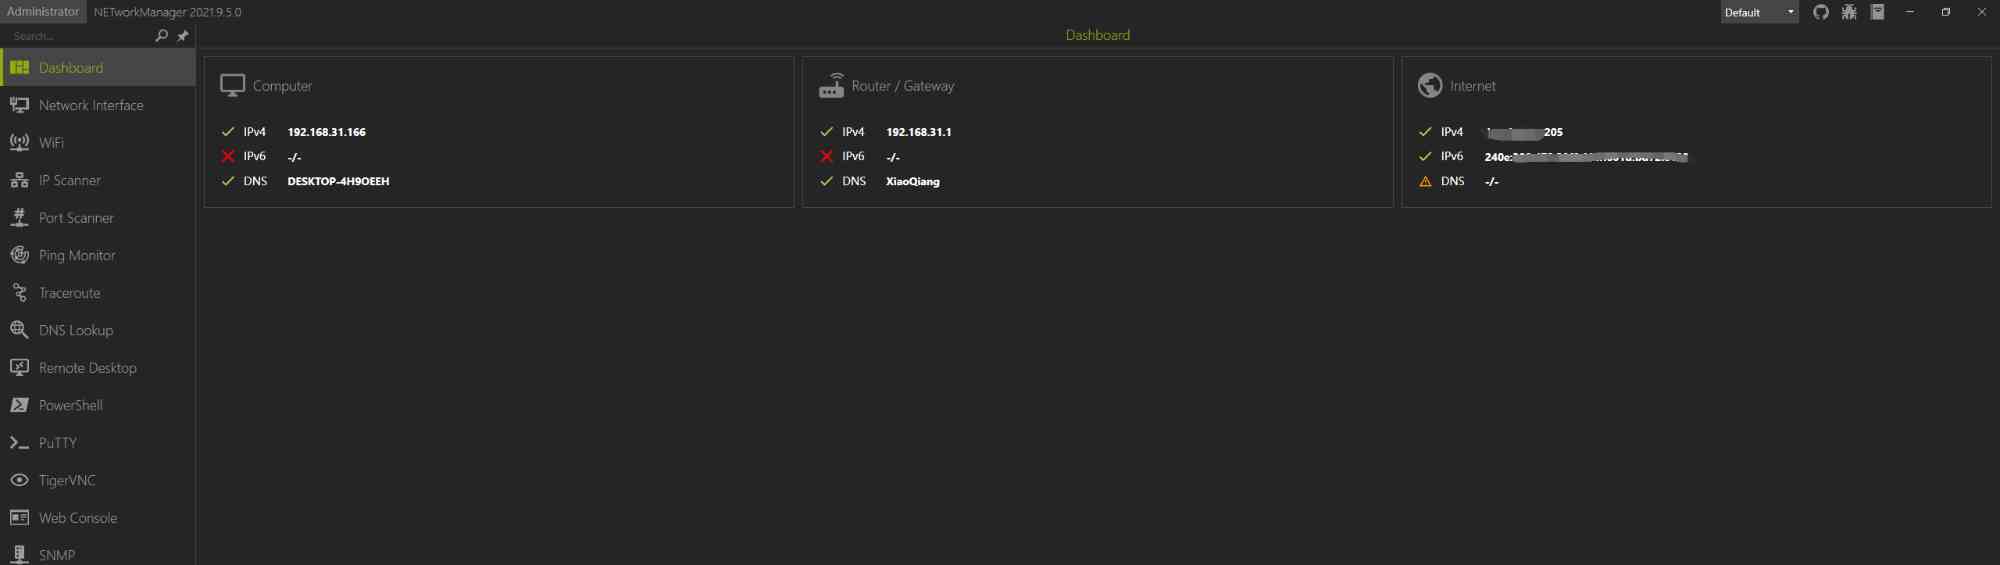 Administrator NETworkManager 2021.9.5.0 Default
Search...
Dashboard
Dashboard
Network Interface
WiFi
IP Scanner
Port Scanner
Ping Monitor
Traceroute
DNS Lookup
Remote Desktop
PowerShell
PuTTY
TigerVNC
Web Console
SNMP
Computer
IPv4 192.168.31.166
IPv6 -/-
DNS DESKTOP-4H9OEEH
Router / Gateway
IPv4 192.168.31.1
IPv6 -/-
DNS XiaoQiang
Internet
IPv4 205
IPv6 240e:
DNS -/-